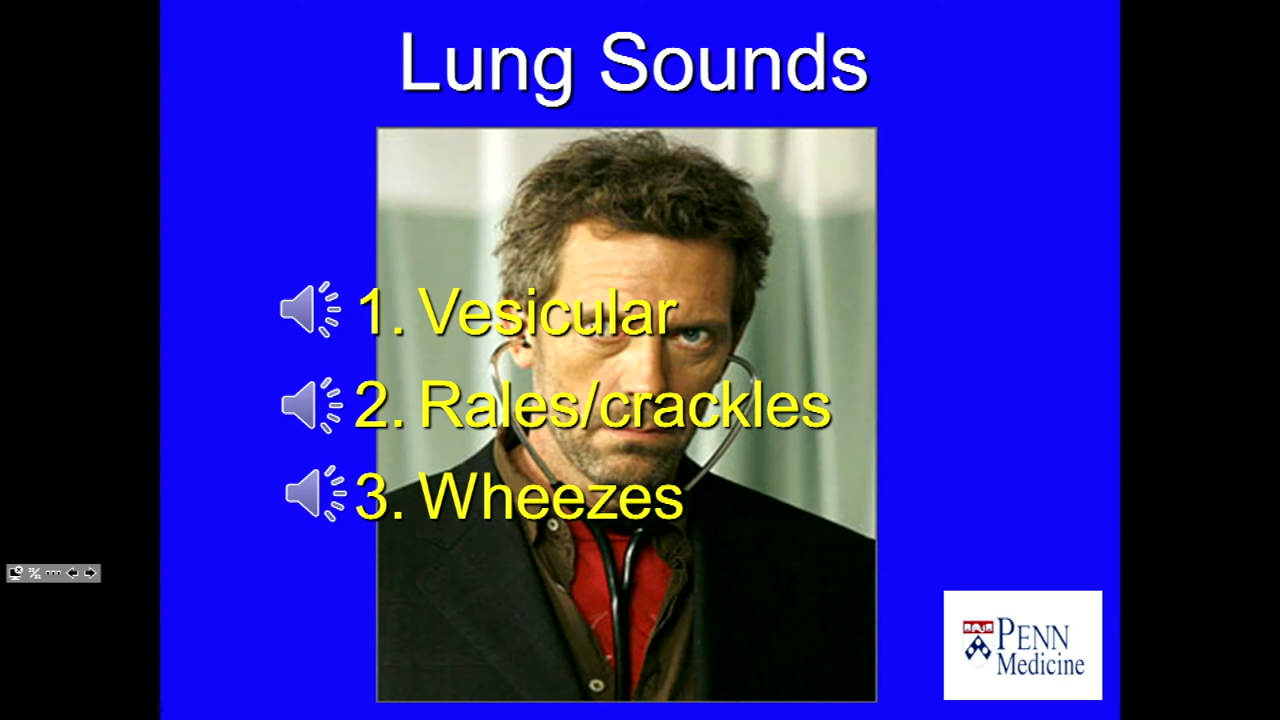 Lung Sounds
1. Vesicular
2. Rales/crackles
3. Wheezes
PENN
Medicine